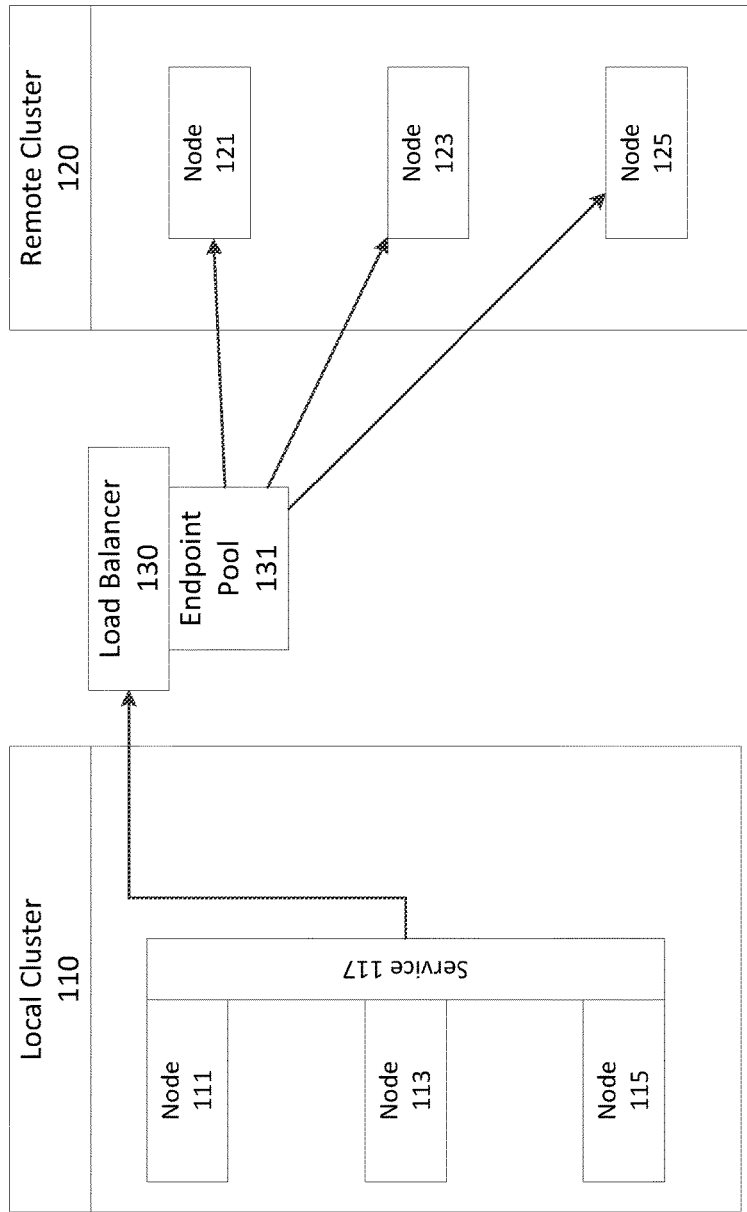 Local Cluster
110
Node
111
Node
113
Node
115
Service 117
Load Balancer
130
Endpoint
Pool
131
Remote Cluster
120
Node
121
Node
123
Node
125